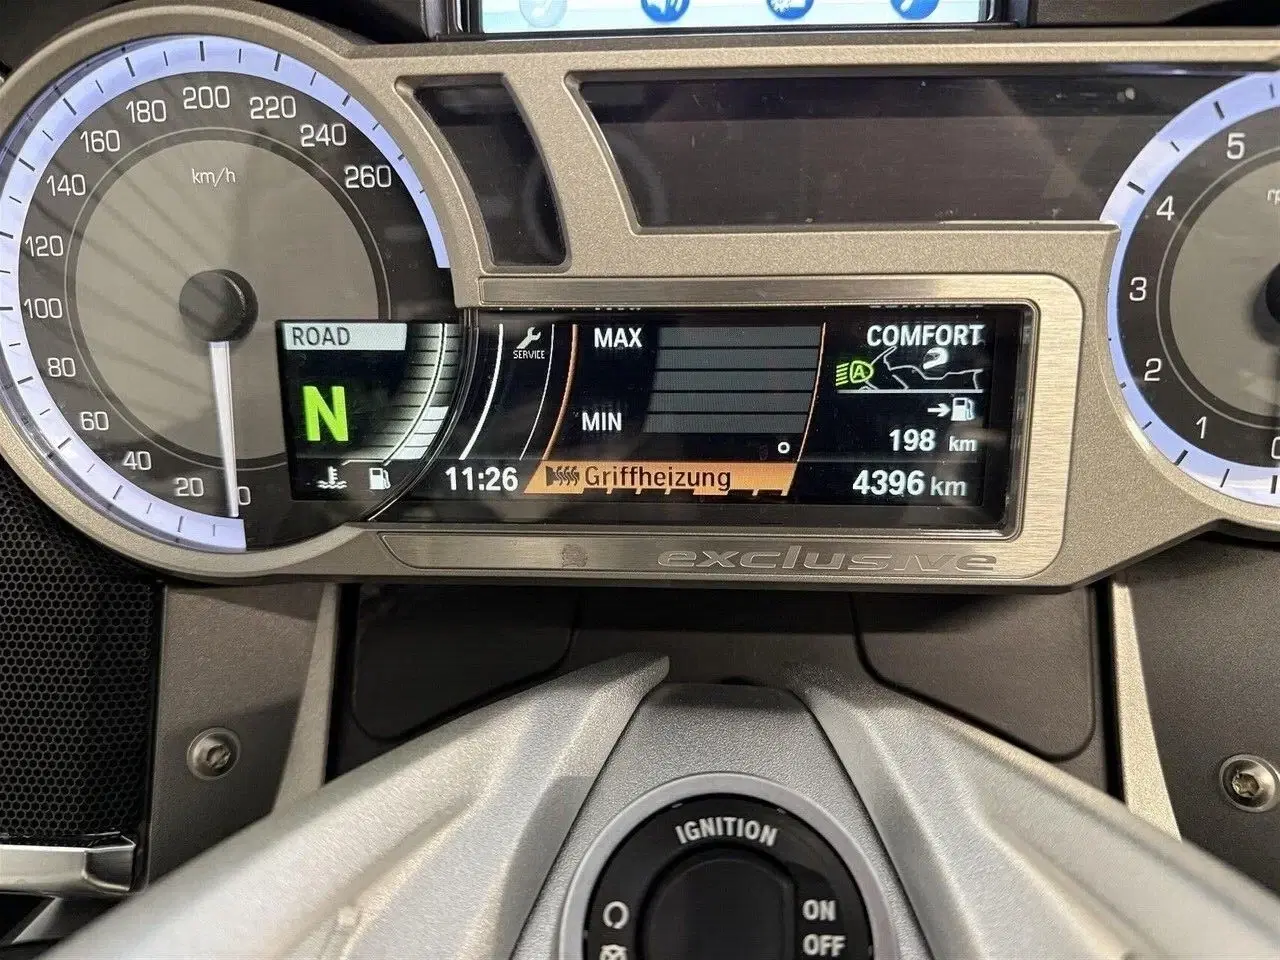 200
180
220
160
240
140
260
km/h
120
100
80
60
40
20
0
5
4
3
2
1
0
ROAD
N
SERVICE
11:26
MAX
MIN
Griffheizung
COMFORT
A
198 km
4396 km
exclusive
IGNITION
ON
OFF